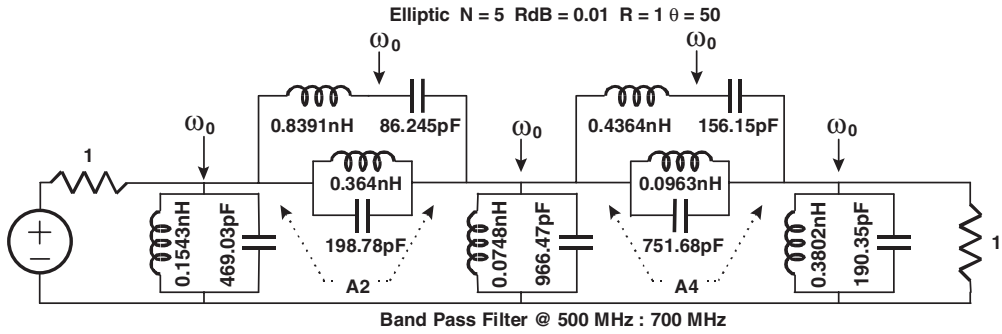 Elliptic N = 5 RdB = 0.01 R = 1 θ = 50
ω0 ω0
0.8391nH 86.245pF 0.4364nH 156.15pF
ω0 ω0 ω0
1
0.364nH 0.0963nH
0.1543nH 469.03pF 198.78pF 0.0748nH 966.47pF 751.68pF 0.3802nH 190.35pF 1
+
−
A2 A4
Band Pass Filter @ 500 MHz : 700 MHz